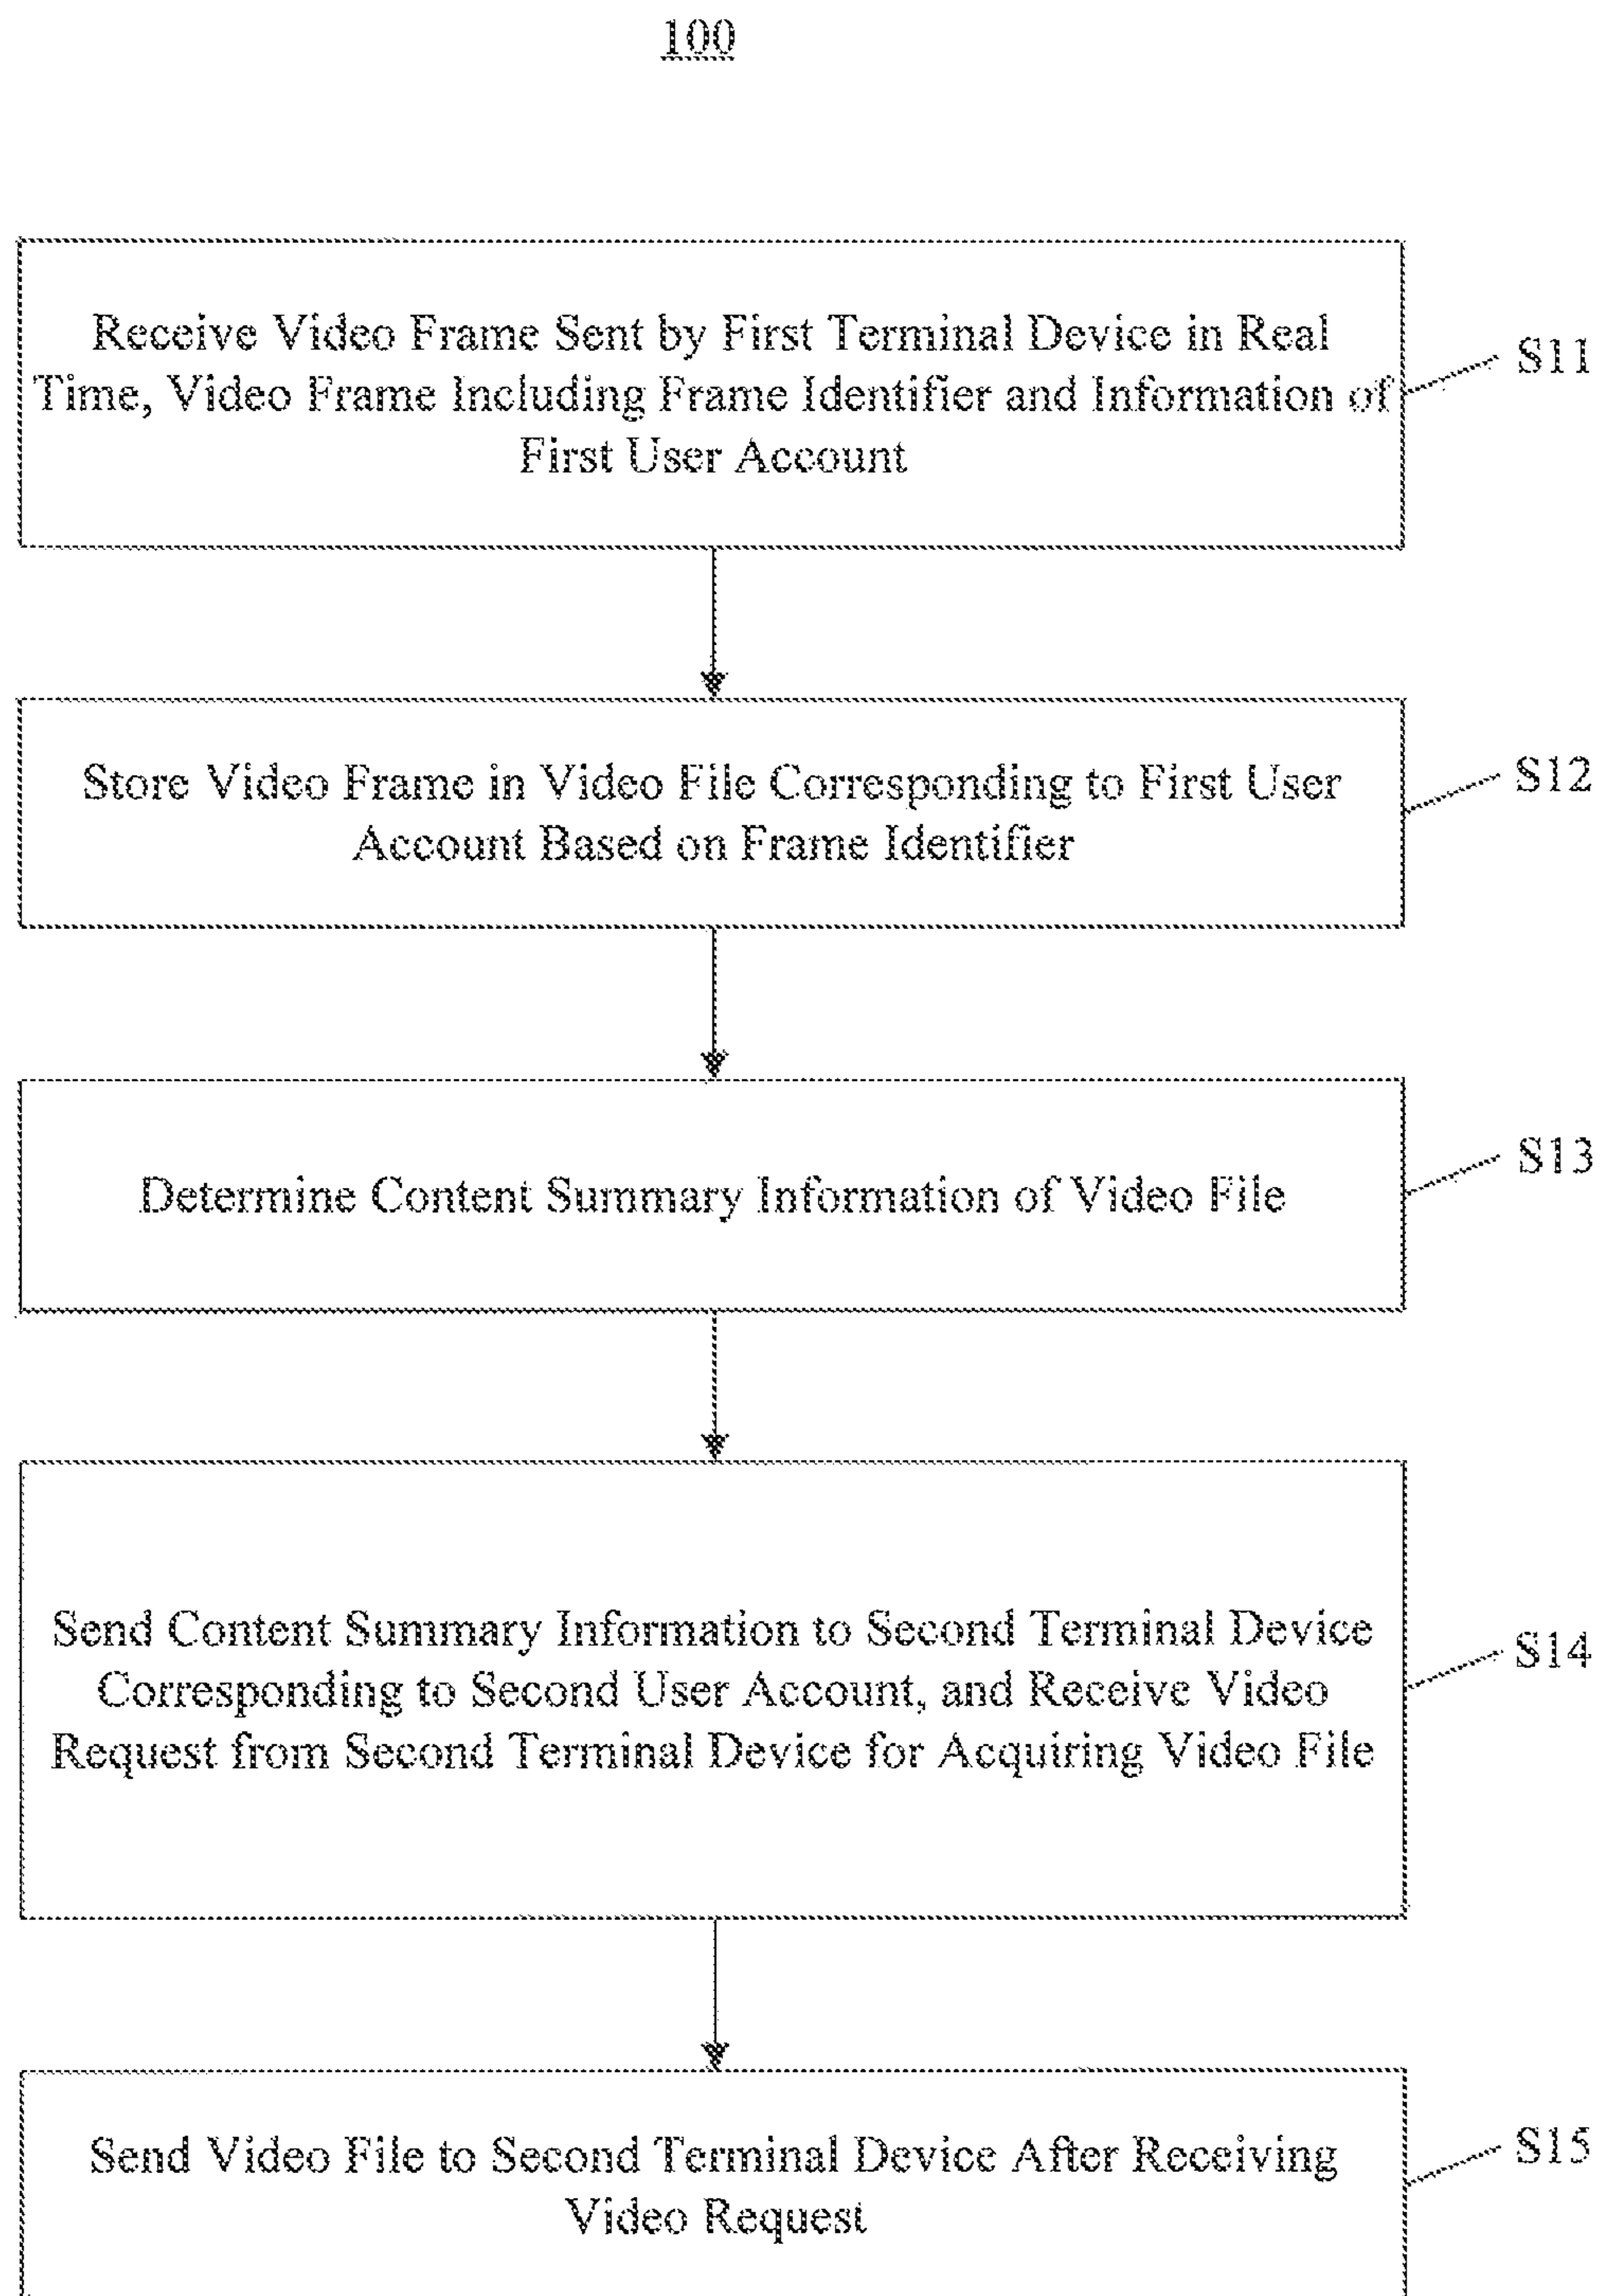 100
Receive Video Frame Sent by First Terminal Device in Real
Time, Video Frame Including Frame Identifier and Information of
First User Account
S11
Store Video Frame in Video File Corresponding to First User
Account Based on Frame Identifier
S12
Determine Content Summary Information of Video File
S13
Send Content Summary Information to Second Terminal Device
Corresponding to Second User Account, and Receive Video
Request from Second Terminal Device for Acquiring Video File
S14
Send Video File to Second Terminal Device After Receiving
Video Request
S15